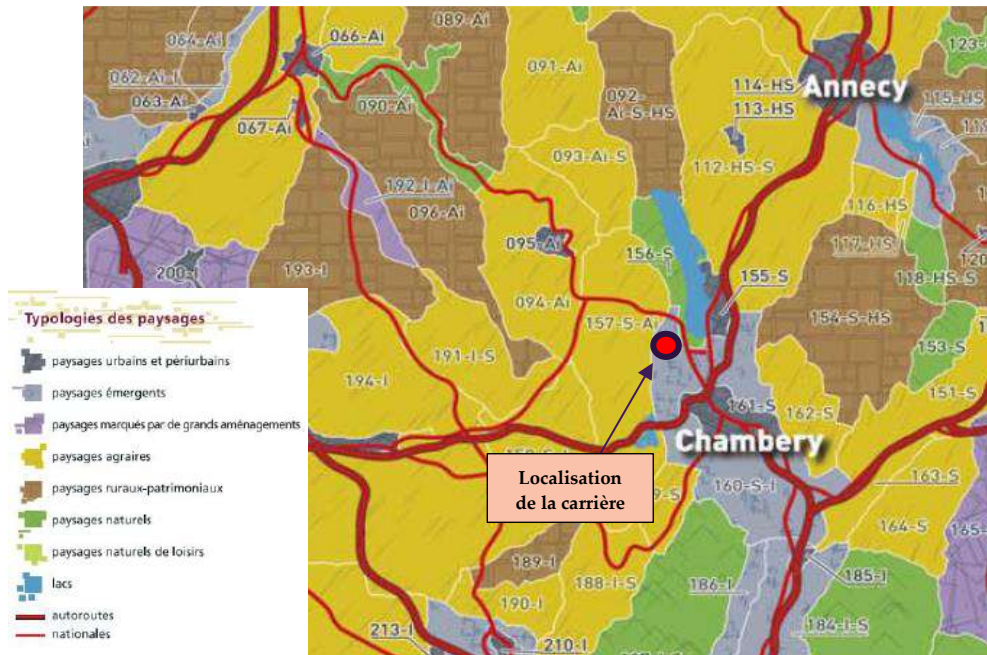 089-Ai
066-Ai
064-Ai
062-Ai-I
063-Ai
067-Ai
090-Ai
091-Ai
092-
Ai-S-HS
093-Ai-S
123-
114-HS
113-HS
Annecy
115-HS
112-HS-S
116-HS
117-HS
118-HS-S
120
192-I-Ai
096-Ai
095-Ai
156-S
155-S
200-I
193-I
094-Ai
157-S-Ai
154-S-HS
153-S
191-I-S
194-I
151-S
161-S
162-S
Chambery
160-S-I
163-S
164-S
165-
189-I
188-I-S
190-I
186-I
185-I
184-I-S
213-I
210-I
Localisation
de la carrière
Typologies des paysages
paysages urbains et périurbains
paysages émergents
paysages marqués par de grands aménagements
paysages agraires
paysages ruraux-patrimoniaux
paysages naturels
paysages naturels de loisirs
lacs
autoroutes
nationales